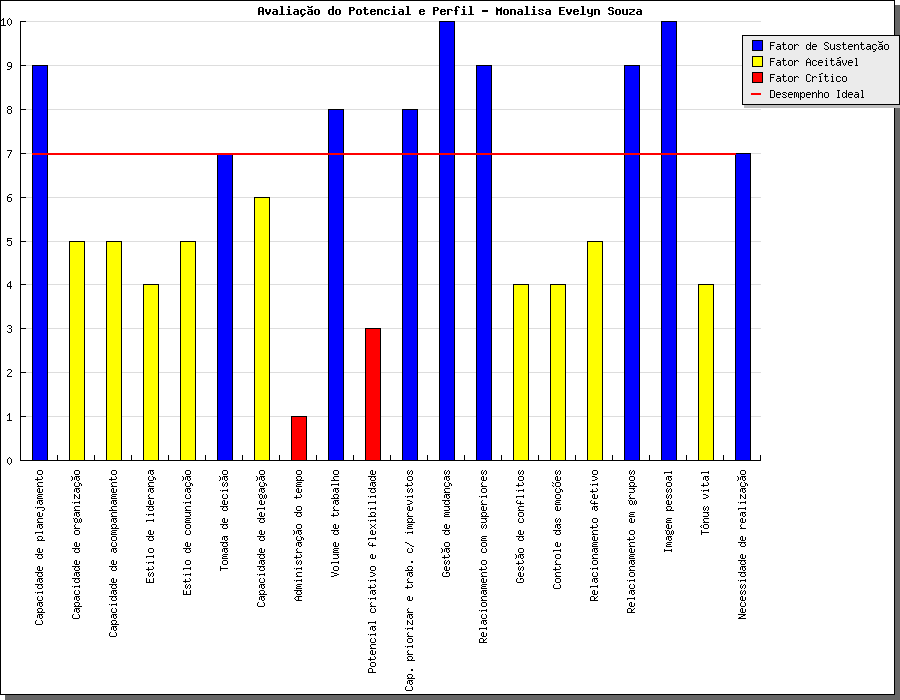 Avaliação do Potencial e Perfil - Monalisa Evelyn Souza
Fator de Sustentação
Fator Aceitável
Fator Crítico
Desempenho Ideal
10
9
8
7
6
5
4
3
2
1
0
Capacidade de planejamento
Capacidade de organização
Capacidade de acompanhamento
Estilo de liderança
Estilo de comunicação
Tomada de decisão
Capacidade de delegação
Administração do tempo
Volume de trabalho
Potencial criativo e flexibilidade
Cap. priorizar e trab. c/ imprevistos
Gestão de mudanças
Relacionamento com superiores
Gestão de conflitos
Controle das emoções
Relacionamento afetivo
Relacionamento em grupos
Imagem pessoal
Tônus vital
Necessidade de realização